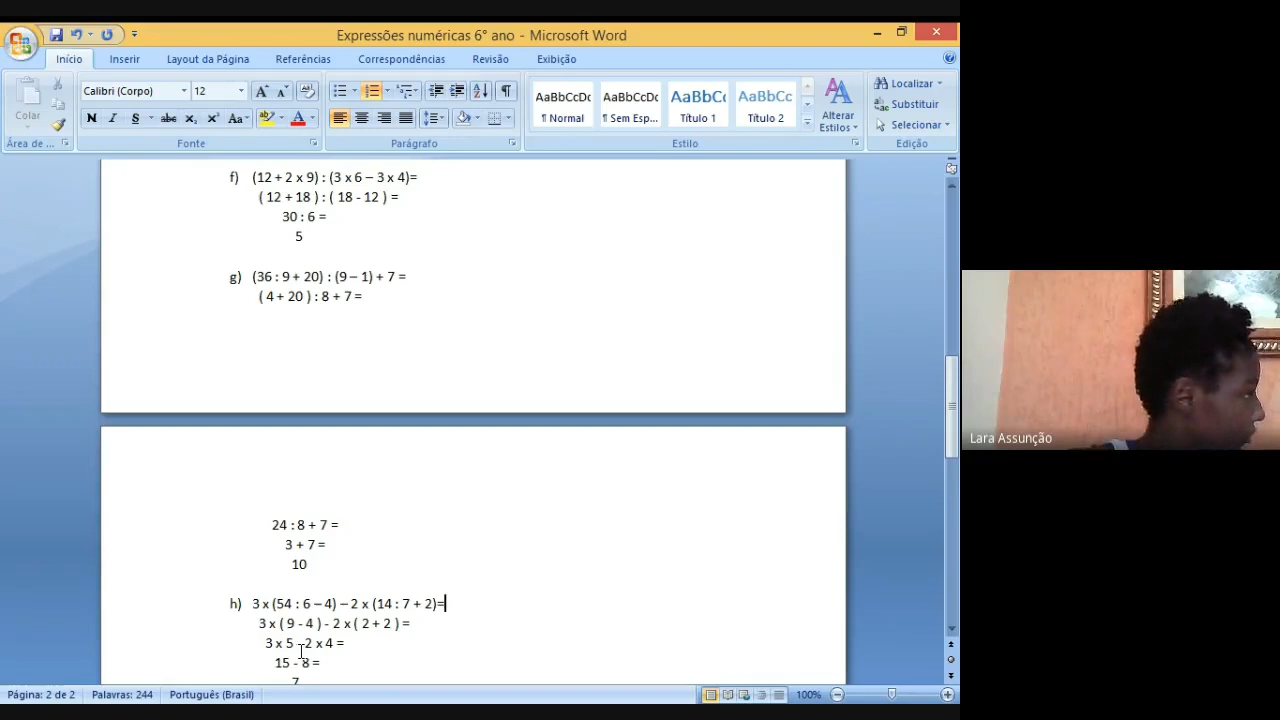 Expressões numéricas 6° ano - Microsoft Word
Início Inserir Layout da Página Referências Correspondências Revisão Exibição
Colar
Calibri (Corpo) 12
N I S abc x₂ x² Aa A
AaBbCcDc AaBbCcDc AaBbCc AaBbCc
¶ Normal ¶ Sem Esp... Título 1 Título 2
Alterar Estilos
Localizar
Substituir
Selecionar
Área de ... Fonte Parágrafo Estilo Edição
f) (12 + 2 x 9) : (3 x 6 – 3 x 4)=
( 12 + 18 ) : ( 18 - 12 ) =
30 : 6 =
5
g) (36 : 9 + 20) : (9 – 1) + 7 =
( 4 + 20 ) : 8 + 7 =
24 : 8 + 7 =
3 + 7 =
10
h) 3 x (54 : 6 – 4) – 2 x (14 : 7 + 2)=
3 x ( 9 - 4 ) - 2 x ( 2 + 2 ) =
3 x 5 - 2 x 4 =
15 - 8 =
7
Página: 2 de 2 Palavras: 244 Português (Brasil) 100%
Lara Assunção